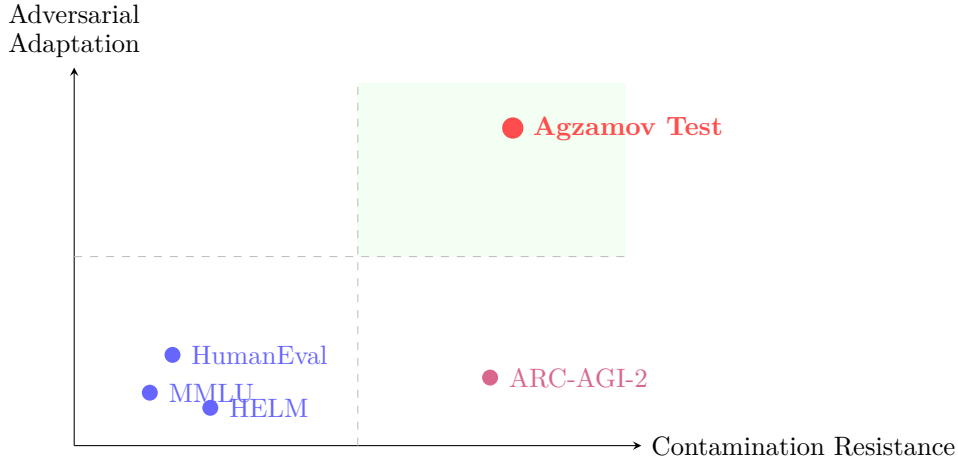 Adversarial
Adaptation
Agzamov Test
HumanEval
ARC-AGI-2
MMLU
HELM
Contamination Resistance